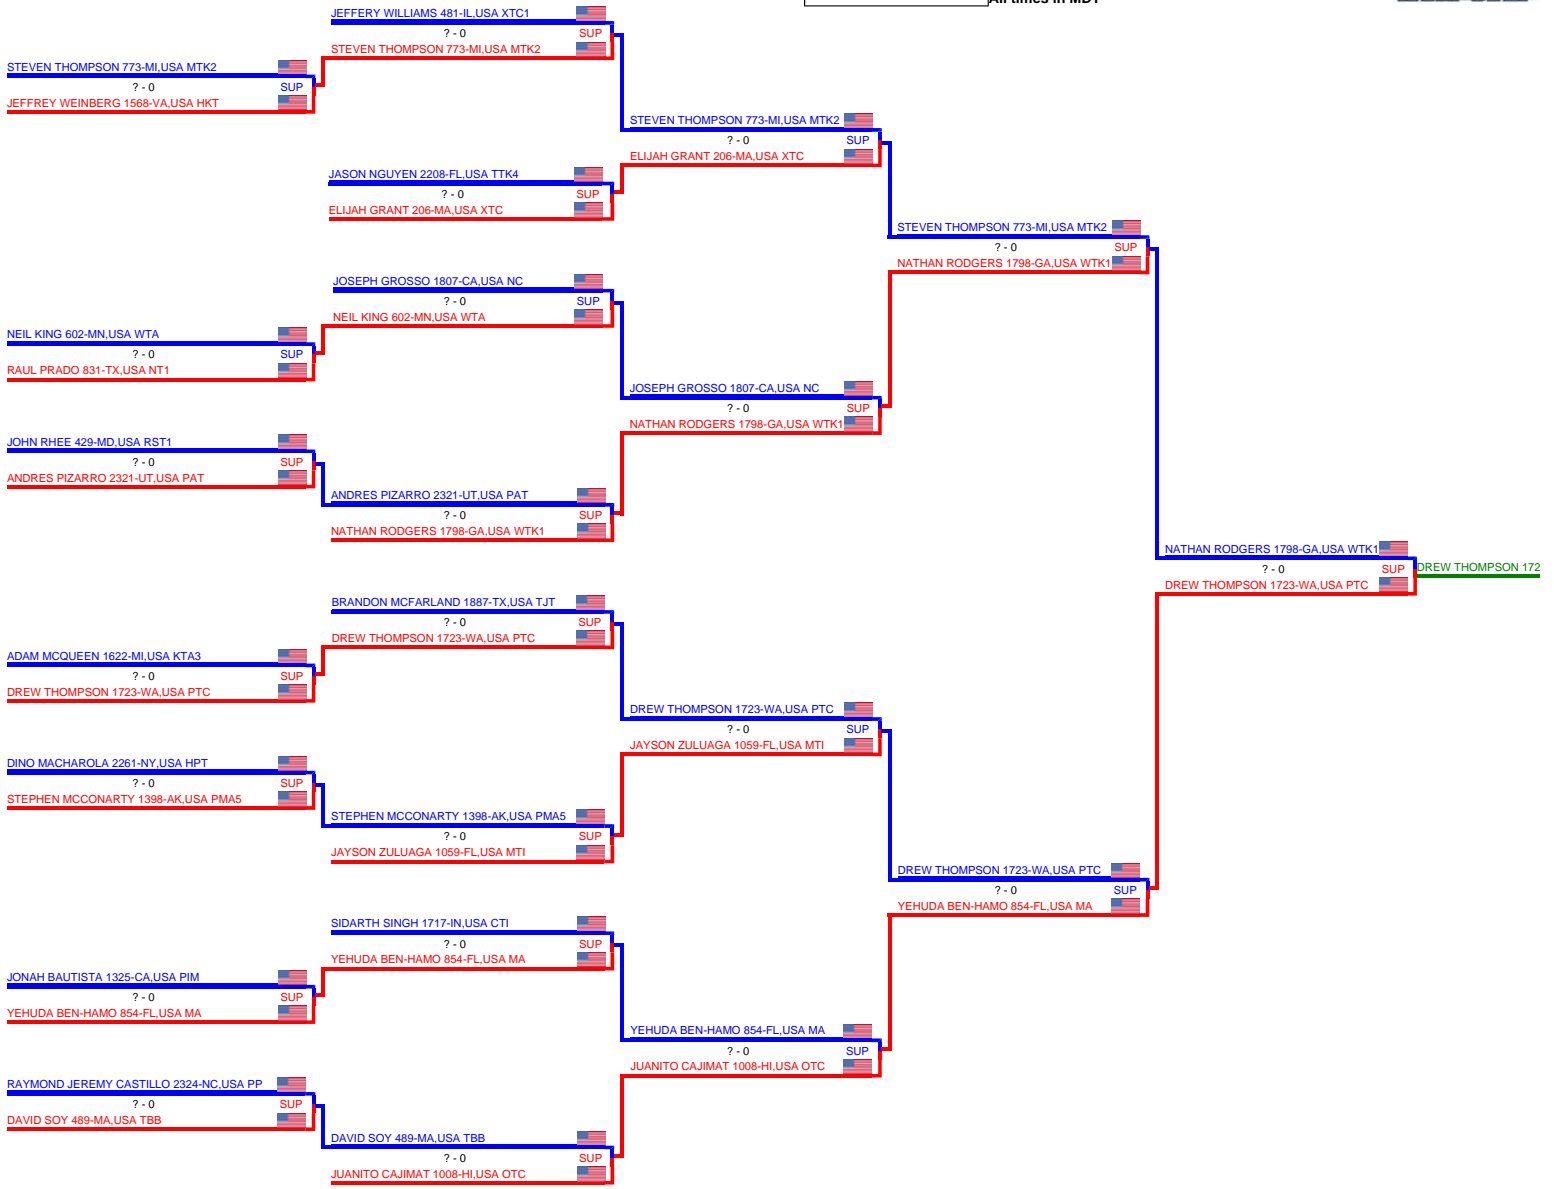 All times in MDT
JEFFERY WILLIAMS 481-IL,USA XTC1
? - 0 SUP
STEVEN THOMPSON 773-MI,USA MTK2
STEVEN THOMPSON 773-MI,USA MTK2
? - 0 SUP
JEFFREY WEINBERG 1568-VA,USA HKT
STEVEN THOMPSON 773-MI,USA MTK2
? - 0 SUP
ELIJAH GRANT 206-MA,USA XTC
JASON NGUYEN 2208-FL,USA TTK4
? - 0 SUP
ELIJAH GRANT 206-MA,USA XTC
STEVEN THOMPSON 773-MI,USA MTK2
? - 0 SUP
NATHAN RODGERS 1798-GA,USA WTK1
JOSEPH GROSSO 1807-CA,USA NC
? - 0 SUP
NEIL KING 602-MN,USA WTA
NEIL KING 602-MN,USA WTA
? - 0 SUP
RAUL PRADO 831-TX,USA NT1
JOSEPH GROSSO 1807-CA,USA NC
? - 0 SUP
NATHAN RODGERS 1798-GA,USA WTK1
JOHN RHEE 429-MD,USA RST1
? - 0 SUP
ANDRES PIZARRO 2321-UT,USA PAT
ANDRES PIZARRO 2321-UT,USA PAT
? - 0 SUP
NATHAN RODGERS 1798-GA,USA WTK1
NATHAN RODGERS 1798-GA,USA WTK1
? - 0 SUP
DREW THOMPSON 1723-WA,USA PTC
DREW THOMPSON 172
BRANDON MCFARLAND 1887-TX,USA TJT
? - 0 SUP
DREW THOMPSON 1723-WA,USA PTC
ADAM MCQUEEN 1622-MI,USA KTA3
? - 0 SUP
DREW THOMPSON 1723-WA,USA PTC
DREW THOMPSON 1723-WA,USA PTC
? - 0 SUP
JAYSON ZULUAGA 1059-FL,USA MTI
DINO MACHAROLA 2261-NY,USA HPT
? - 0 SUP
STEPHEN MCCONARTY 1398-AK,USA PMA5
STEPHEN MCCONARTY 1398-AK,USA PMA5
? - 0 SUP
JAYSON ZULUAGA 1059-FL,USA MTI
DREW THOMPSON 1723-WA,USA PTC
? - 0 SUP
YEHUDA BEN-HAMO 854-FL,USA MA
SIDARTH SINGH 1717-IN,USA CTI
? - 0 SUP
YEHUDA BEN-HAMO 854-FL,USA MA
JONAH BAUTISTA 1325-CA,USA PIM
? - 0 SUP
YEHUDA BEN-HAMO 854-FL,USA MA
YEHUDA BEN-HAMO 854-FL,USA MA
? - 0 SUP
JUANITO CAJIMAT 1008-HI,USA OTC
RAYMOND JEREMY CASTILLO 2324-NC,USA PP
? - 0 SUP
DAVID SOY 489-MA,USA TBB
DAVID SOY 489-MA,USA TBB
? - 0 SUP
JUANITO CAJIMAT 1008-HI,USA OTC